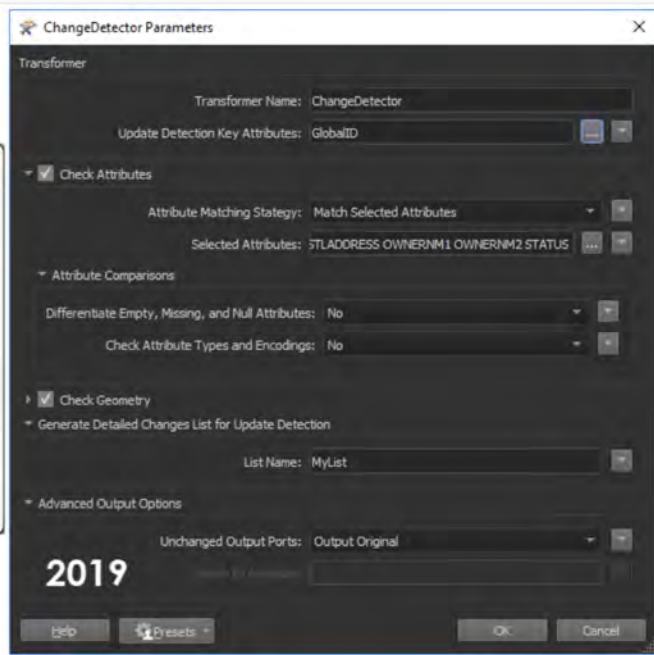 ChangeDetector Parameters
Transformer
Transformer Name: ChangeDetector
Update Detection Key Attributes: GlobalID
Check Attributes
Attribute Matching Stategy: Match Selected Attributes
Selected Attributes: STLADDRESS OWNERNM1 OWNERNM2 STATUS
Attribute Comparisons
Differentiate Empty, Missing, and Null Attributes: No
Check Attribute Types and Encodings: No
Check Geometry
Generate Detailed Changes List for Update Detection
List Name: MyList
Advanced Output Options
Unchanged Output Ports: Output Original
2019
Help Presets OK Cancel